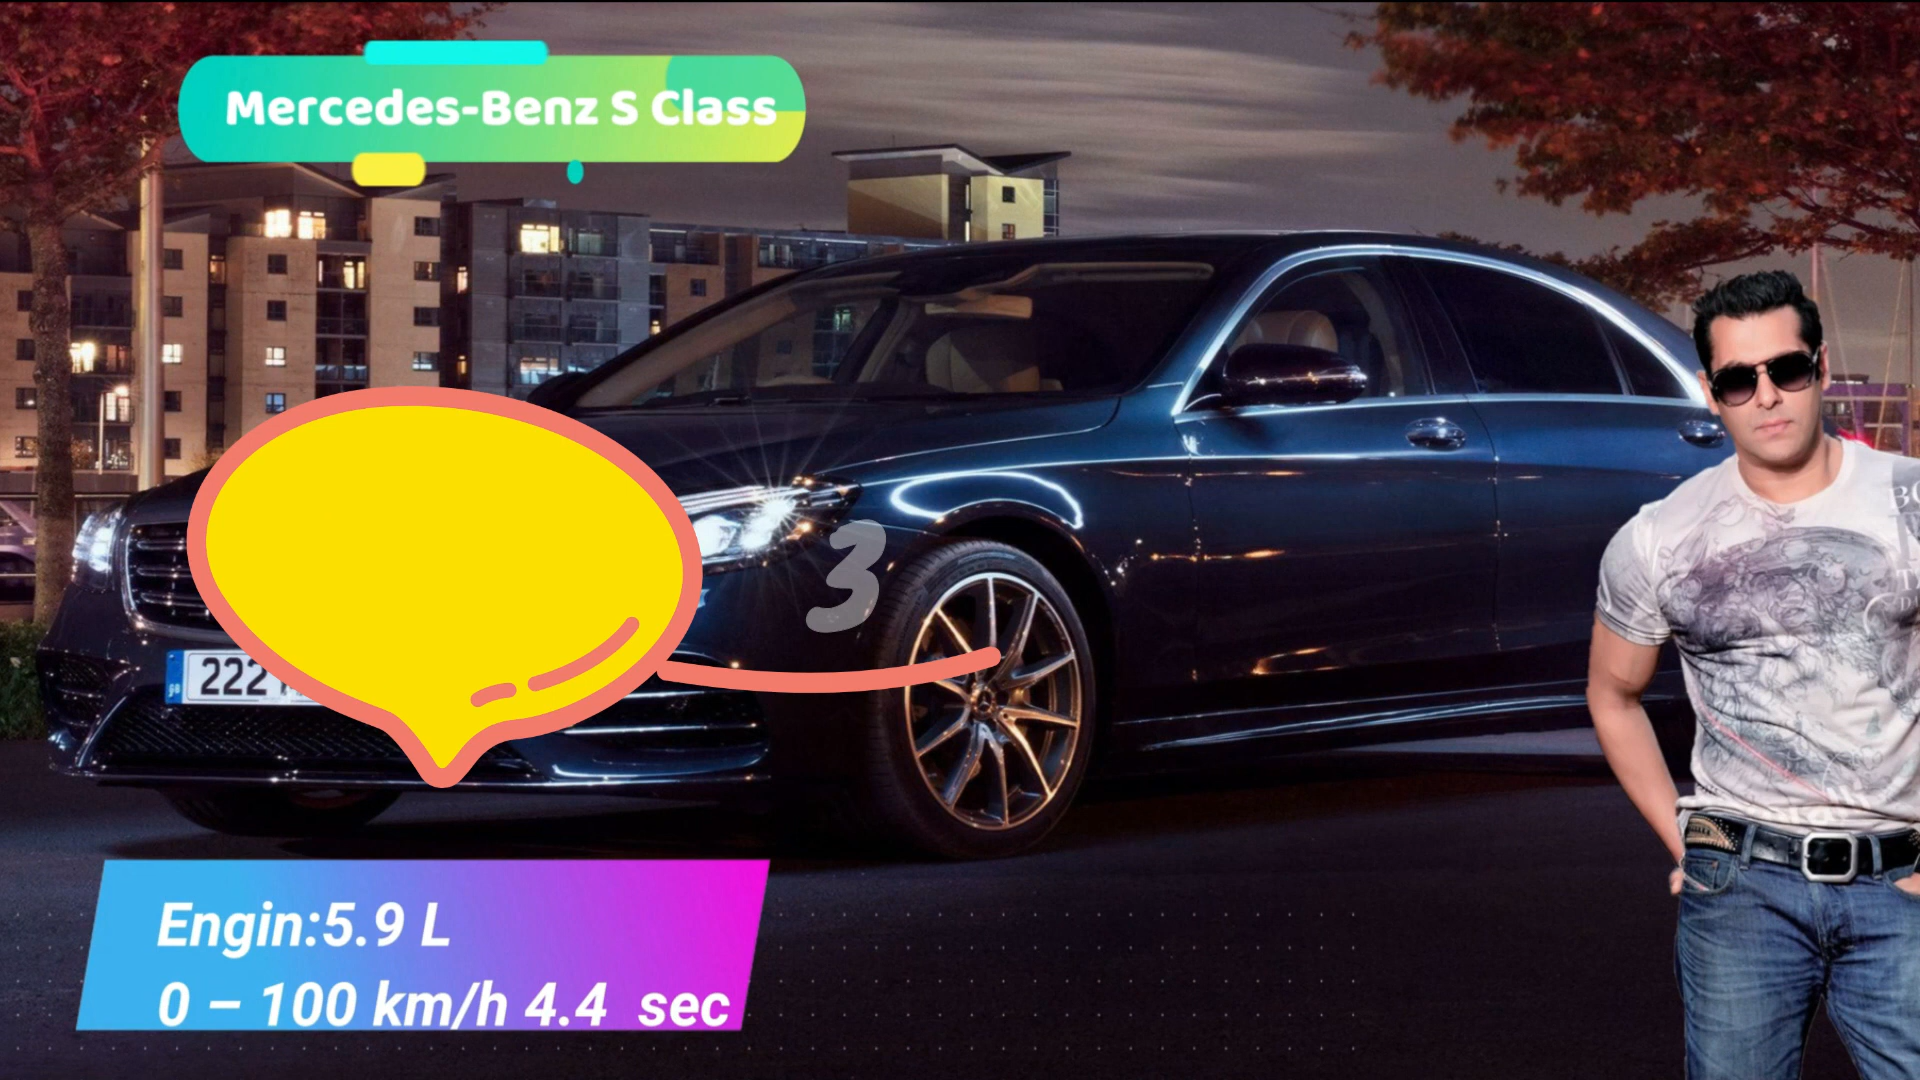 Mercedes-Benz S Class
3
222
Engin:5.9 L
0 – 100 km/h 4.4 sec